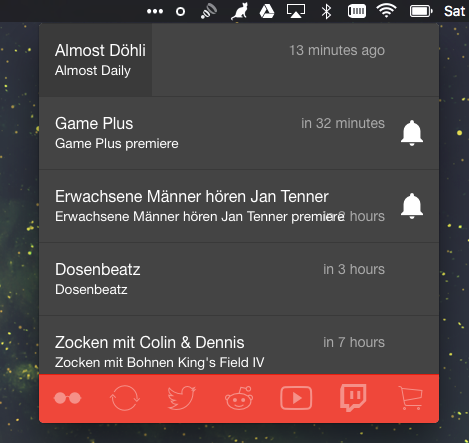 Sat
Almost Döhli
13 minutes ago
Almost Daily
Game Plus
in 32 minutes
Game Plus premiere
Erwachsene Männer hören Jan Tenner
Erwachsene Männer hören Jan Tenner premiere
in 2 hours
Dosenbeatz
in 3 hours
Dosenbeatz
Zocken mit Colin & Dennis
in 7 hours
Zocken mit Bohnen King's Field IV